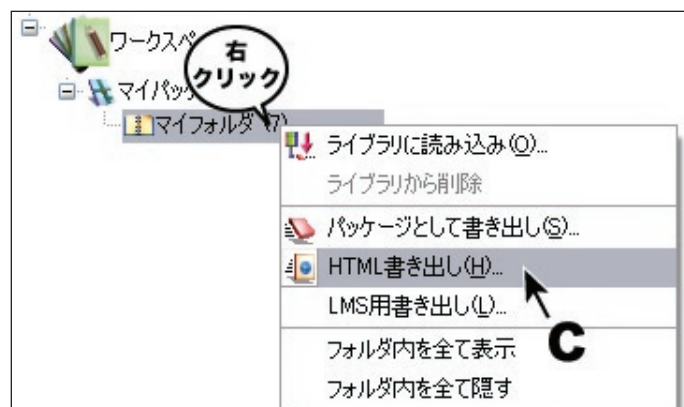 ワークスペ
右
クリック
マイパッ
マイフォルダ (7)
ライブラリに読み込み(O)...
ライブラリから削除
パッケージとして書き出し(S)...
HTML書き出し(H)...
LMS用書き出し(L)...
C
フォルダ内を全て表示
フォルダ内を全て隠す